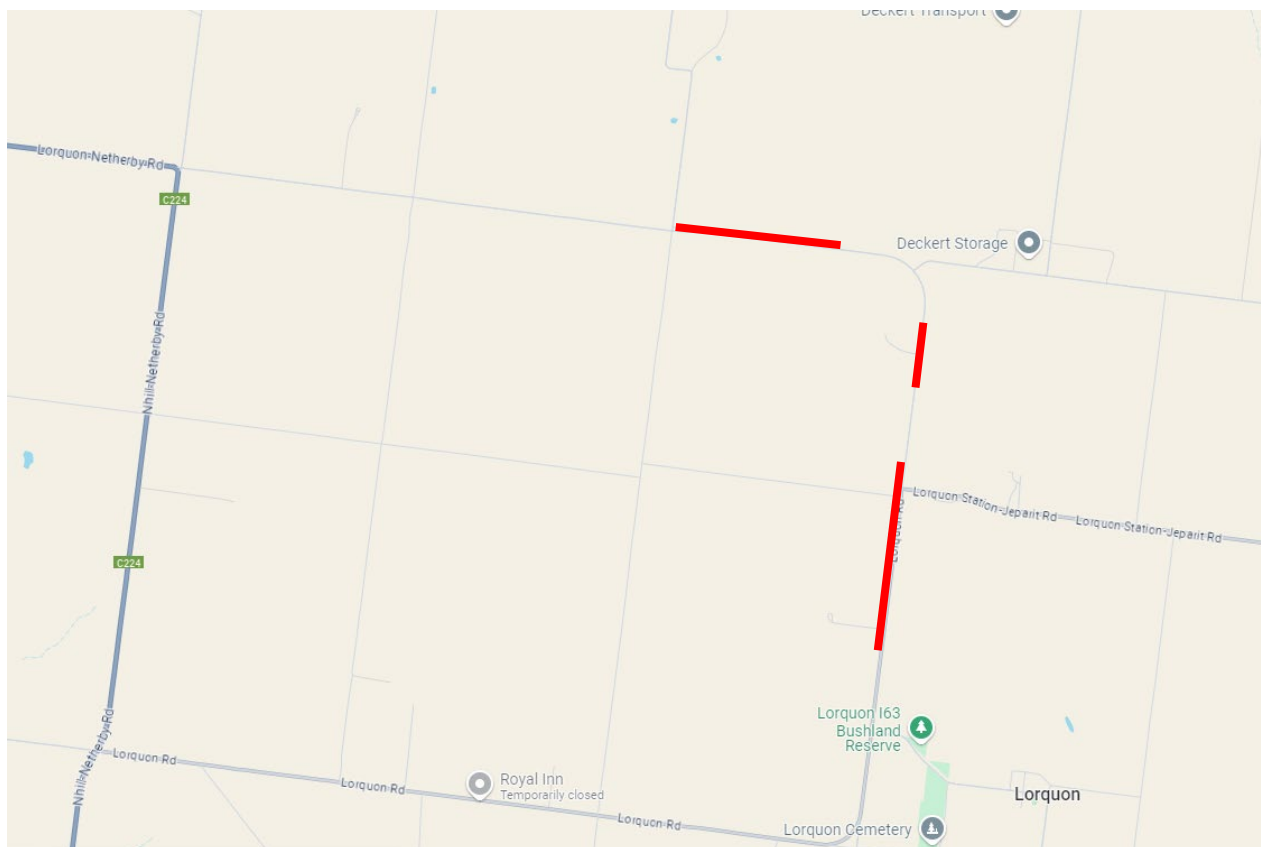 Deckert Transport
Lorquon-Netherby Rd
C224
Deckert Storage
Nhill-Netherby Rd
Lorquon Station-Jeparit Rd
Lorquon Station-Jeparit Rd
Lorquon Rd
C224
Lorquon I63
Bushland
Reserve
Nhill-Netherby Rd
Lorquon Rd
Lorquon Rd
Royal Inn
Temporarily closed
Lorquon Rd
Lorquon
Lorquon Cemetery